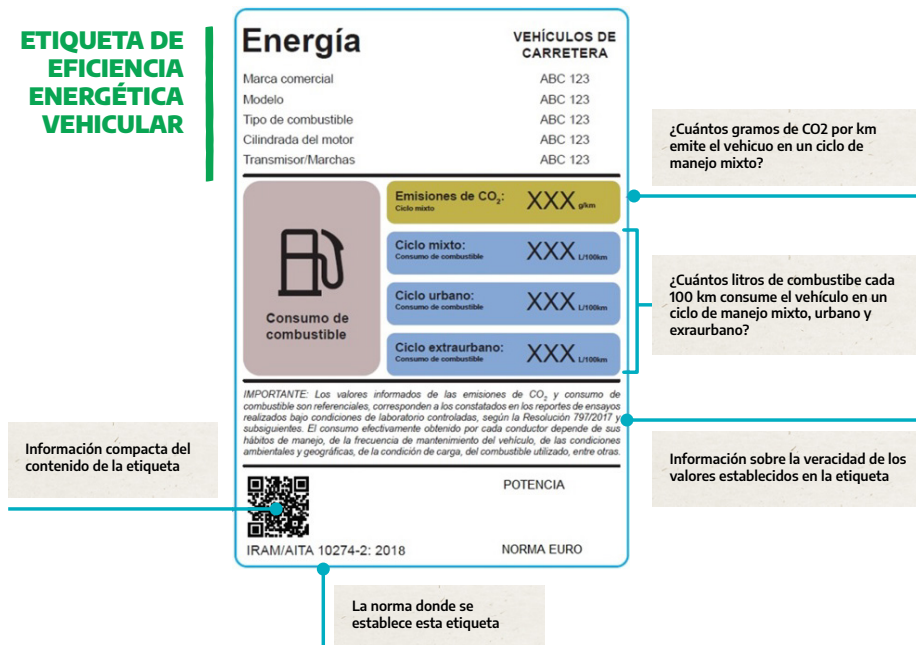 ETIQUETA DE
EFICIENCIA
ENERGÉTICA
VEHICULAR
Energía
VEHÍCULOS DE
CARRETERA
Marca comercial ABC 123
Modelo ABC 123
Tipo de combustible ABC 123
Cilindrada del motor ABC 123
Transmisor/Marchas ABC 123
Consumo de
combustible
Emisiones de CO2: XXX g/km
Ciclo mixto
Ciclo mixto: XXX L/100km
Consumo de combustible
Ciclo urbano: XXX L/100km
Consumo de combustible
Ciclo extraurbano: XXX L/100km
Consumo de combustible
¿Cuántos gramos de CO2 por km
emite el vehicuo en un ciclo de
manejo mixto?
¿Cuántos litros de combustibe cada
100 km consume el vehículo en un
ciclo de manejo mixto, urbano y
exraurbano?
IMPORTANTE: Los valores informados de las emisiones de CO2 y consumo de
combustible son referenciales, corresponden a los constatados en los reportes de ensayos
realizados bajo condiciones de laboratorio controladas, según la Resolución 797/2017 y
subsiguientes. El consumo efectivamente obtenido por cada conductor depende de sus
hábitos de manejo, de la frecuencia de mantenimiento del vehículo, de las condiciones
ambientales y geográficas, de la condición de carga, del combustible utilizado, entre otras.
Información compacta del
contenido de la etiqueta
Información sobre la veracidad de los
valores establecidos en la etiqueta
POTENCIA
IRAM/AITA 10274-2: 2018
NORMA EURO
La norma donde se
establece esta etiqueta